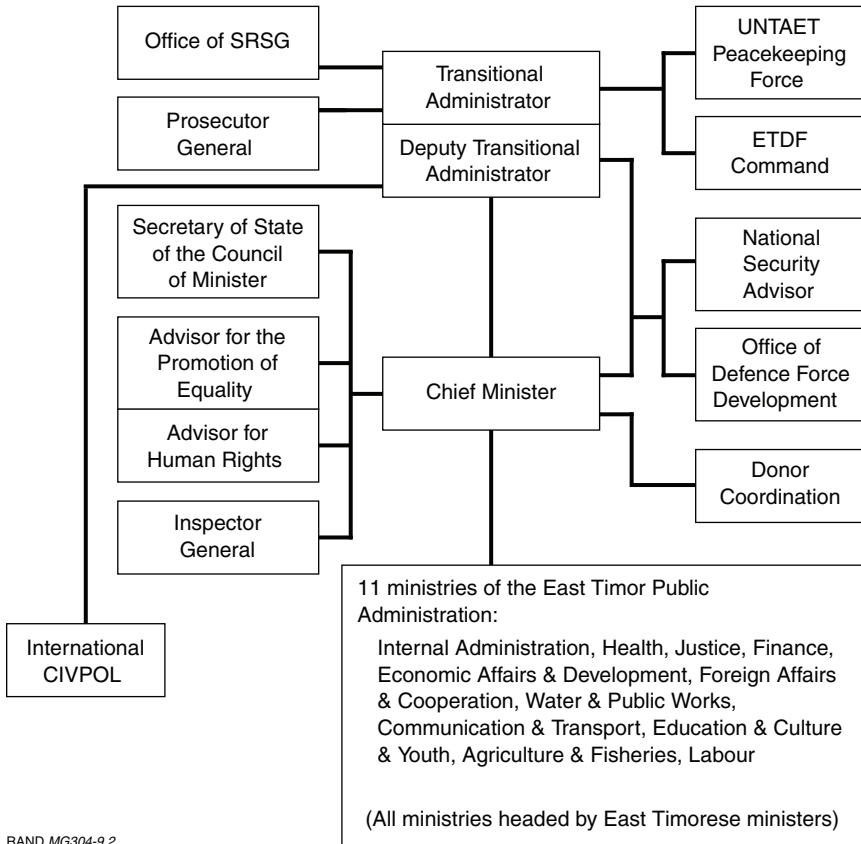 Office of SRSG
Prosecutor
General
Transitional
Administrator
Deputy Transitional
Administrator
UNTAET
Peacekeeping
Force
ETDF
Command
Secretary of State
of the Council
of Minister
Advisor for the
Promotion of
Equality
Advisor for
Human Rights
Inspector
General
Chief Minister
National
Security
Advisor
Office of
Defence Force
Development
Donor
Coordination
International
CIVPOL
11 ministries of the East Timor Public
Administration:
Internal Administration, Health, Justice, Finance,
Economic Affairs & Development, Foreign Affairs
& Cooperation, Water & Public Works,
Communication & Transport, Education & Culture
& Youth, Agriculture & Fisheries, Labour
(All ministries headed by East Timorese ministers)
RAND MG304-9.2